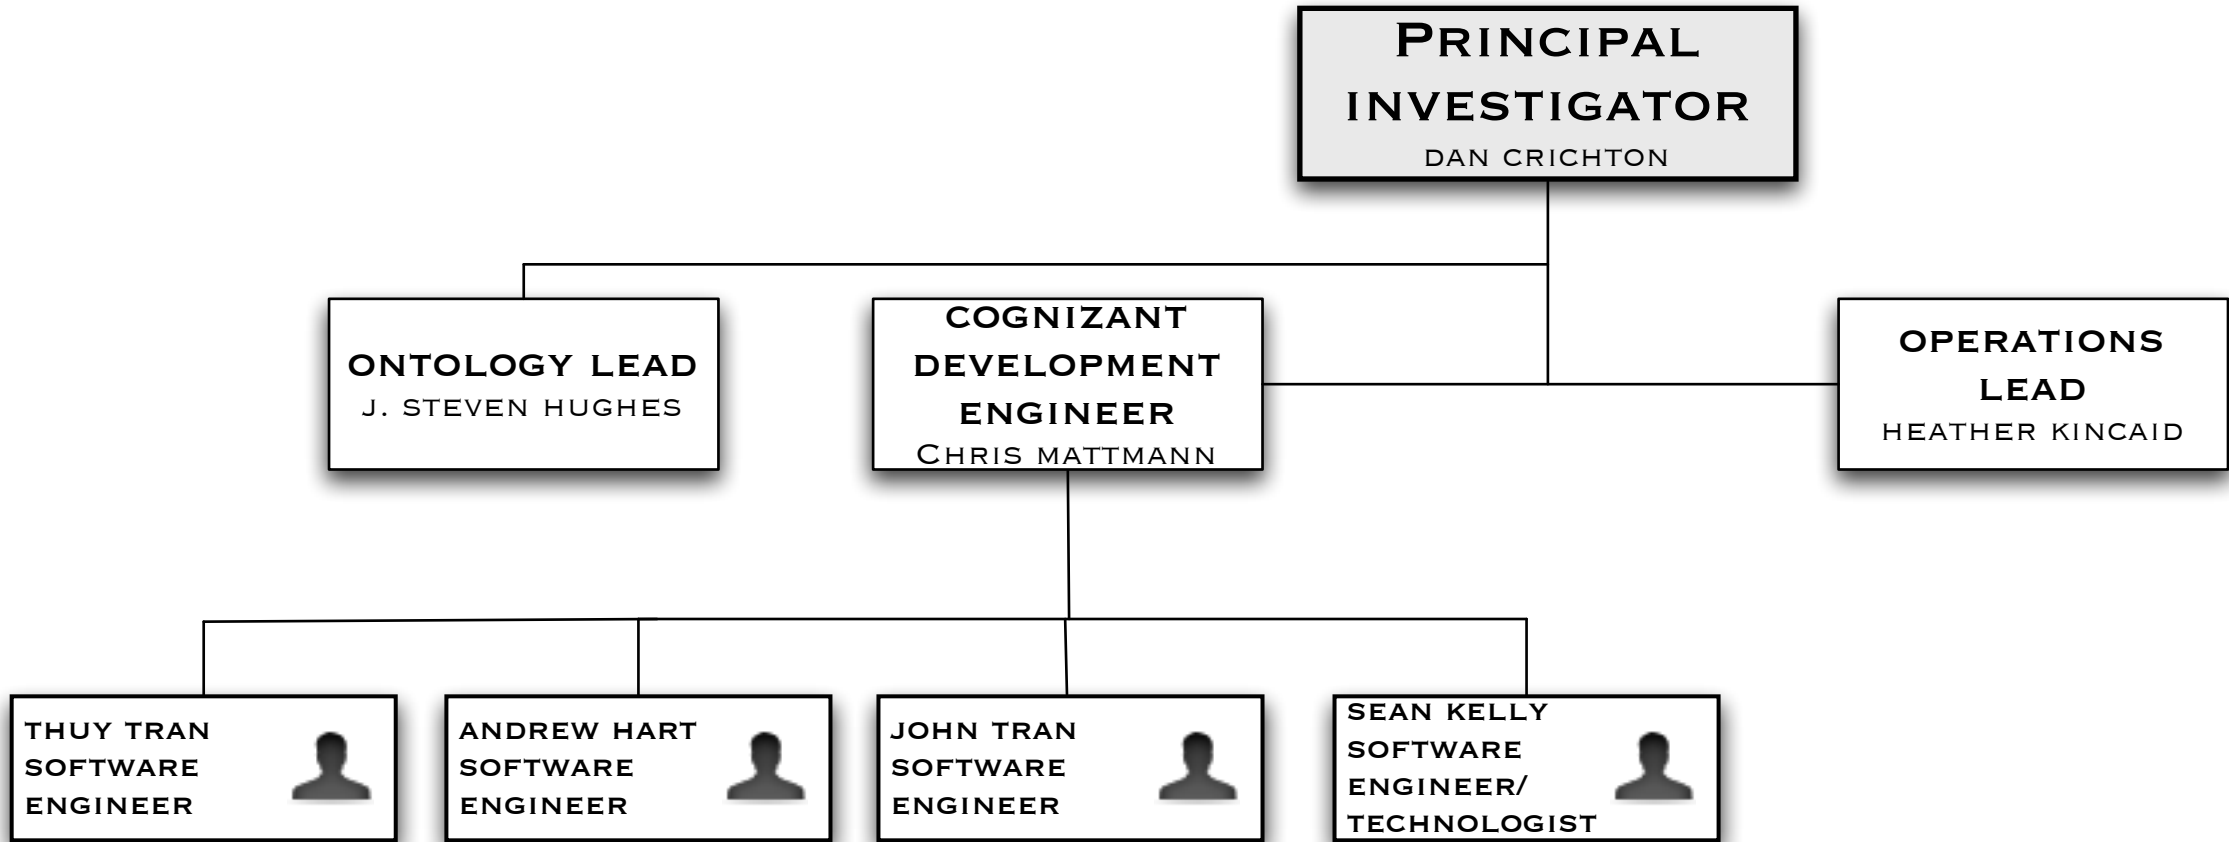 PRINCIPAL
INVESTIGATOR
DAN CRICHTON
ONTOLOGY LEAD
J. STEVEN HUGHES
COGNIZANT
DEVELOPMENT
ENGINEER
CHRIS MATTMANN
OPERATIONS
LEAD
HEATHER KINCAID
THUY TRAN
SOFTWARE
ENGINEER
ANDREW HART
SOFTWARE
ENGINEER
JOHN TRAN
SOFTWARE
ENGINEER
SEAN KELLY
SOFTWARE
ENGINEER/
TECHNOLOGIST